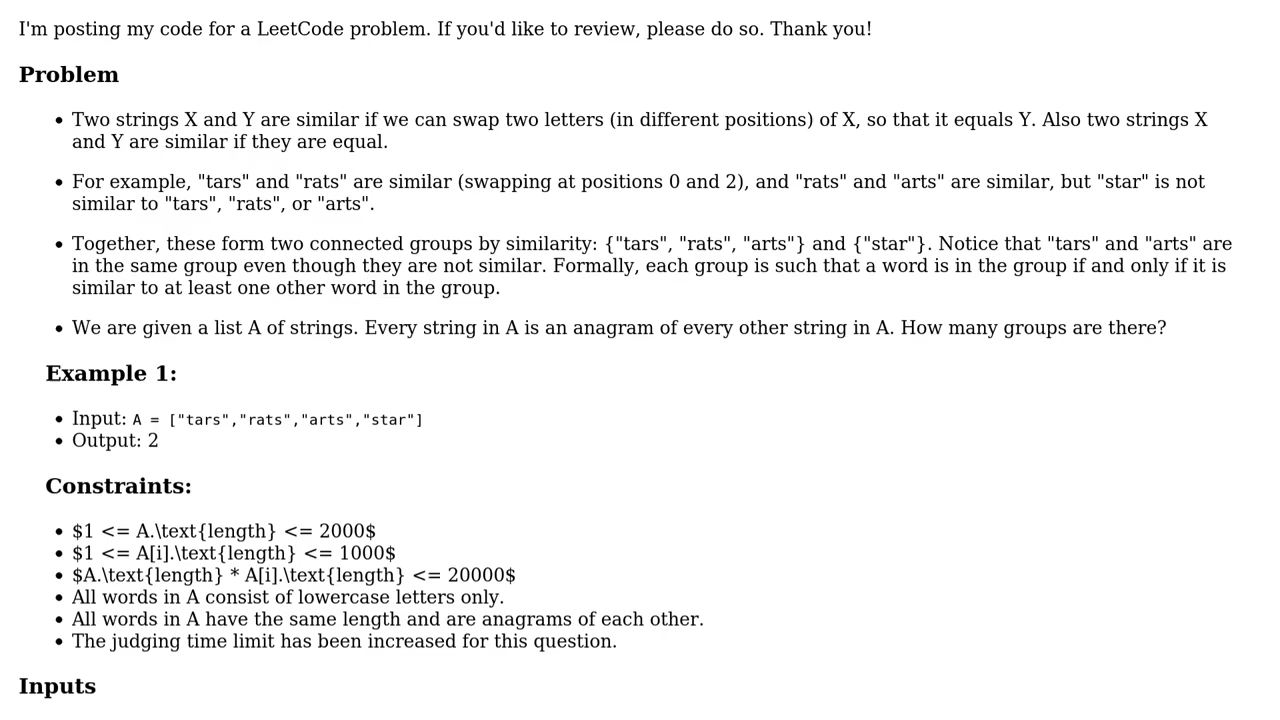 I'm posting my code for a LeetCode problem. If you'd like to review, please do so. Thank you!
Problem
• Two strings X and Y are similar if we can swap two letters (in different positions) of X, so that it equals Y. Also two strings X
and Y are similar if they are equal.
• For example, "tars" and "rats" are similar (swapping at positions 0 and 2), and "rats" and "arts" are similar, but "star" is not
similar to "tars", "rats", or "arts".
• Together, these form two connected groups by similarity: {"tars", "rats", "arts"} and {"star"}. Notice that "tars" and "arts" are
in the same group even though they are not similar. Formally, each group is such that a word is in the group if and only if it is
similar to at least one other word in the group.
• We are given a list A of strings. Every string in A is an anagram of every other string in A. How many groups are there?
Example 1:
• Input: A = ["tars","rats","arts","star"]
• Output: 2
Constraints:
• $1 <= A.\text{length} <= 2000$
• $1 <= A[i].\text{length} <= 1000$
• $A.\text{length} * A[i].\text{length} <= 20000$
• All words in A consist of lowercase letters only.
• All words in A have the same length and are anagrams of each other.
• The judging time limit has been increased for this question.
Inputs